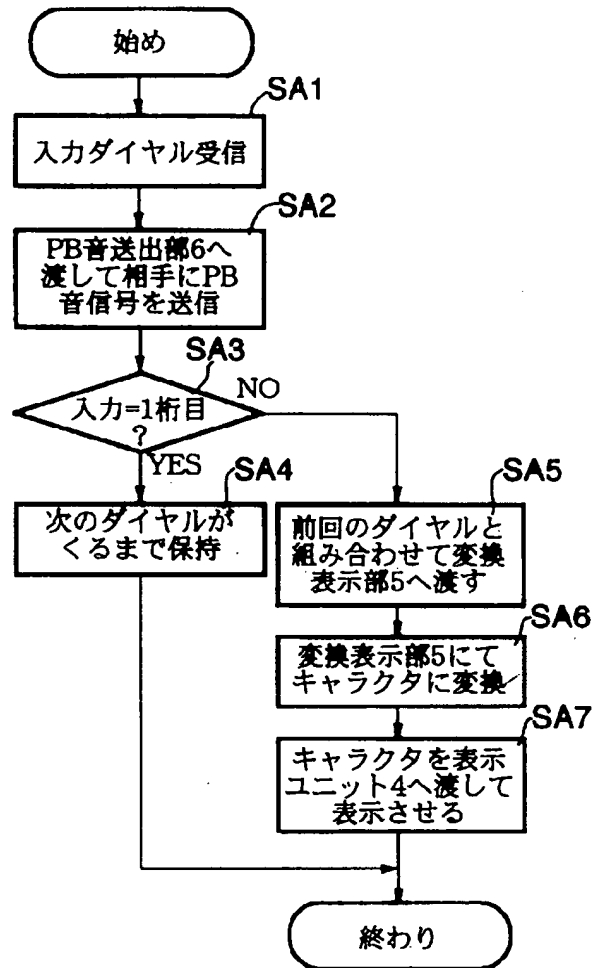 始め
SA1
入力ダイヤル受信
SA2
PB音送出部6へ
渡して相手にPB
音信号を送信
SA3
NO
入力=1桁目
?
YES
SA4
次のダイヤルが
くるまで保持
SA5
前回のダイヤルと
組み合わせて変換
表示部5へ渡す
SA6
変換表示部5にて
キャラクタに変換
SA7
キャラクタを表示
ユニット4へ渡して
表示させる
終わり